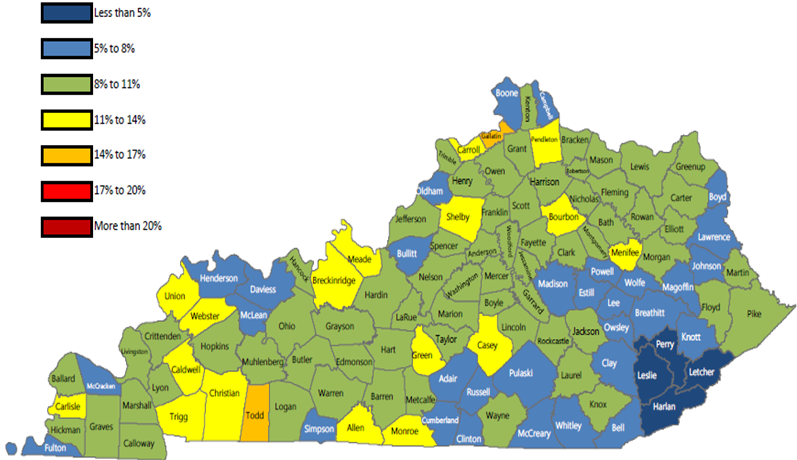 Less than 5%
5% to 8%
8% to 11%
11% to 14%
14% to 17%
17% to 20%
More than 20%
Boone
Kenton
Campbell
Gallatin
Carroll
Grant
Pendleton
Bracken
Trimble
Owen
Robertson
Mason
Lewis
Greenup
Oldham
Henry
Harrison
Nicholas
Fleming
Carter
Boyd
Jefferson
Shelby
Franklin
Scott
Bourbon
Bath
Rowan
Elliott
Lawrence
Bullitt
Spencer
Anderson
Woodford
Fayette
Clark
Montgomery
Menifee
Morgan
Johnson
Martin
Meade
Hancock
Breckinridge
Henderson
Daviess
Union
Webster
McLean
Hardin
Nelson
Washington
Mercer
Garrard
Madison
Estill
Powell
Wolfe
Magoffin
Floyd
Pike
Lee
Breathitt
Ohio
Grayson
LaRue
Marion
Boyle
Lincoln
Rockcastle
Jackson
Owsley
Perry
Knott
Crittenden
Livingston
Hopkins
Muhlenberg
Butler
Edmonson
Hart
Green
Taylor
Casey
Pulaski
Laurel
Clay
Leslie
Letcher
Ballard
McCracken
Lyon
Caldwell
Christian
Todd
Logan
Warren
Barren
Metcalfe
Adair
Russell
Knox
Harlan
Carlisle
Marshall
Trigg
Simpson
Allen
Monroe
Cumberland
Clinton
Wayne
McCreary
Whitley
Bell
Hickman
Graves
Calloway
Fulton